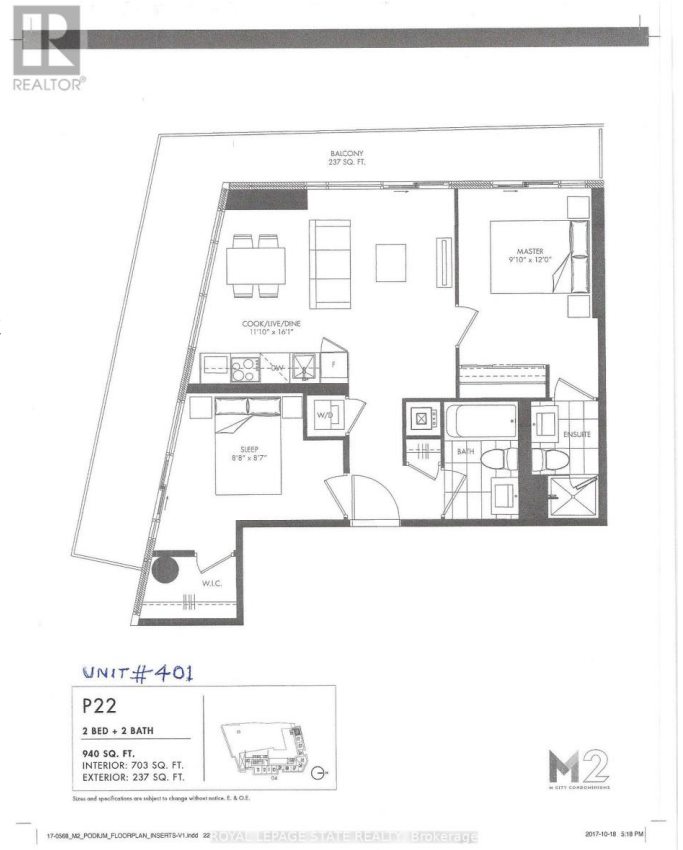 REALTOR®
BALCONY
237 SQ. FT.
MASTER
9'10" x 12'0"
COOK/LIVE/DINE
11'10" x 16'1"
DW
F
W/D
SLEEP
8'8" x 8'7"
BATH
ENSUITE
W.I.C.
UNIT #401
P22
2 BED + 2 BATH
940 SQ. FT.
INTERIOR: 703 SQ. FT.
EXTERIOR: 237 SQ. FT.
04
M2
M CITY CONDOMINIUMS
Sizes and specifications are subject to change without notice. E. & O.E.
17-0568_M2_PODIUM_FLOORPLAN_INSERTS-V1.indd 22
ROYAL LEPAGE STATE REALTY, Brokerage
2017-10-18 5:18 PM